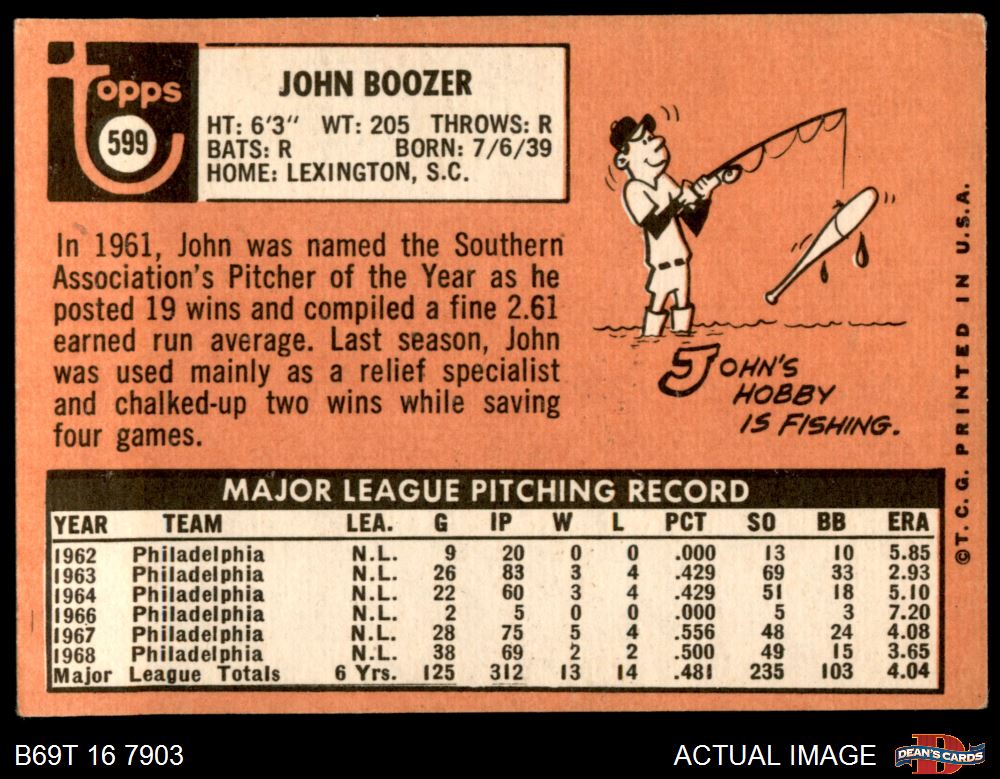 Topps
599
JOHN BOOZER
HT: 6'3" WT: 205 THROWS: R
BATS: R BORN: 7/6/39
HOME: LEXINGTON, S.C.
In 1961, John was named the Southern
Association's Pitcher of the Year as he
posted 19 wins and compiled a fine 2.61
earned run average. Last season, John
was used mainly as a relief specialist
and chalked-up two wins while saving
four games.
JOHN'S
HOBBY
IS FISHING.
©T.C.G. PRINTED IN U.S.A.
MAJOR LEAGUE PITCHING RECORD
YEAR TEAM LEA. G IP W L PCT SO BB ERA
1962 Philadelphia N.L. 9 20 0 0 .000 13 10 5.85
1963 Philadelphia N.L. 26 83 3 4 .429 69 33 2.93
1964 Philadelphia N.L. 22 60 3 4 .429 51 18 5.10
1966 Philadelphia N.L. 2 5 0 0 .000 5 3 7.20
1967 Philadelphia N.L. 28 75 5 4 .556 48 24 4.08
1968 Philadelphia N.L. 38 69 2 2 .500 49 15 3.65
Major League Totals 6 Yrs. 125 312 13 14 .481 235 103 4.04
B69T 16 7903
ACTUAL IMAGE
D
DEAN'S CARDS